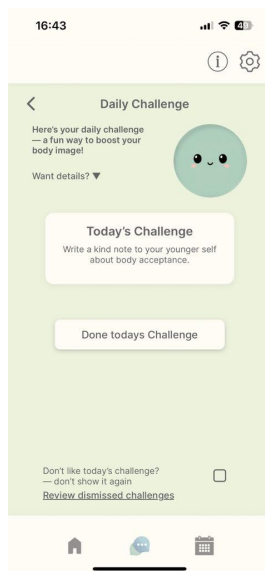 16:43
43
Daily Challenge
Here's your daily challenge
— a fun way to boost your
body image!
Want details? ▼
Today's Challenge
Write a kind note to your younger self
about body acceptance.
Done todays Challenge
Don't like today's challenge?
— don't show it again
Review dismissed challenges